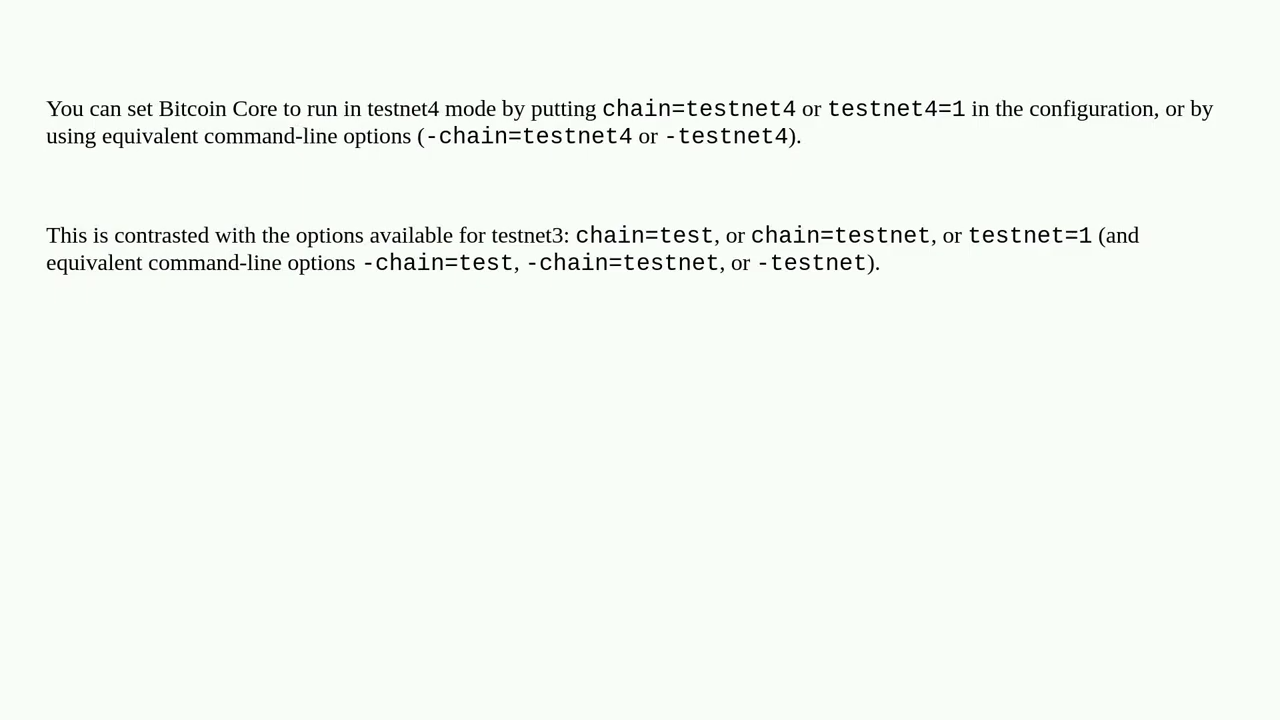 You can set Bitcoin Core to run in testnet4 mode by putting chain=testnet4 or testnet4=1 in the configuration, or by
using equivalent command-line options (-chain=testnet4 or -testnet4).
This is contrasted with the options available for testnet3: chain=test, or chain=testnet, or testnet=1 (and
equivalent command-line options -chain=test, -chain=testnet, or -testnet).